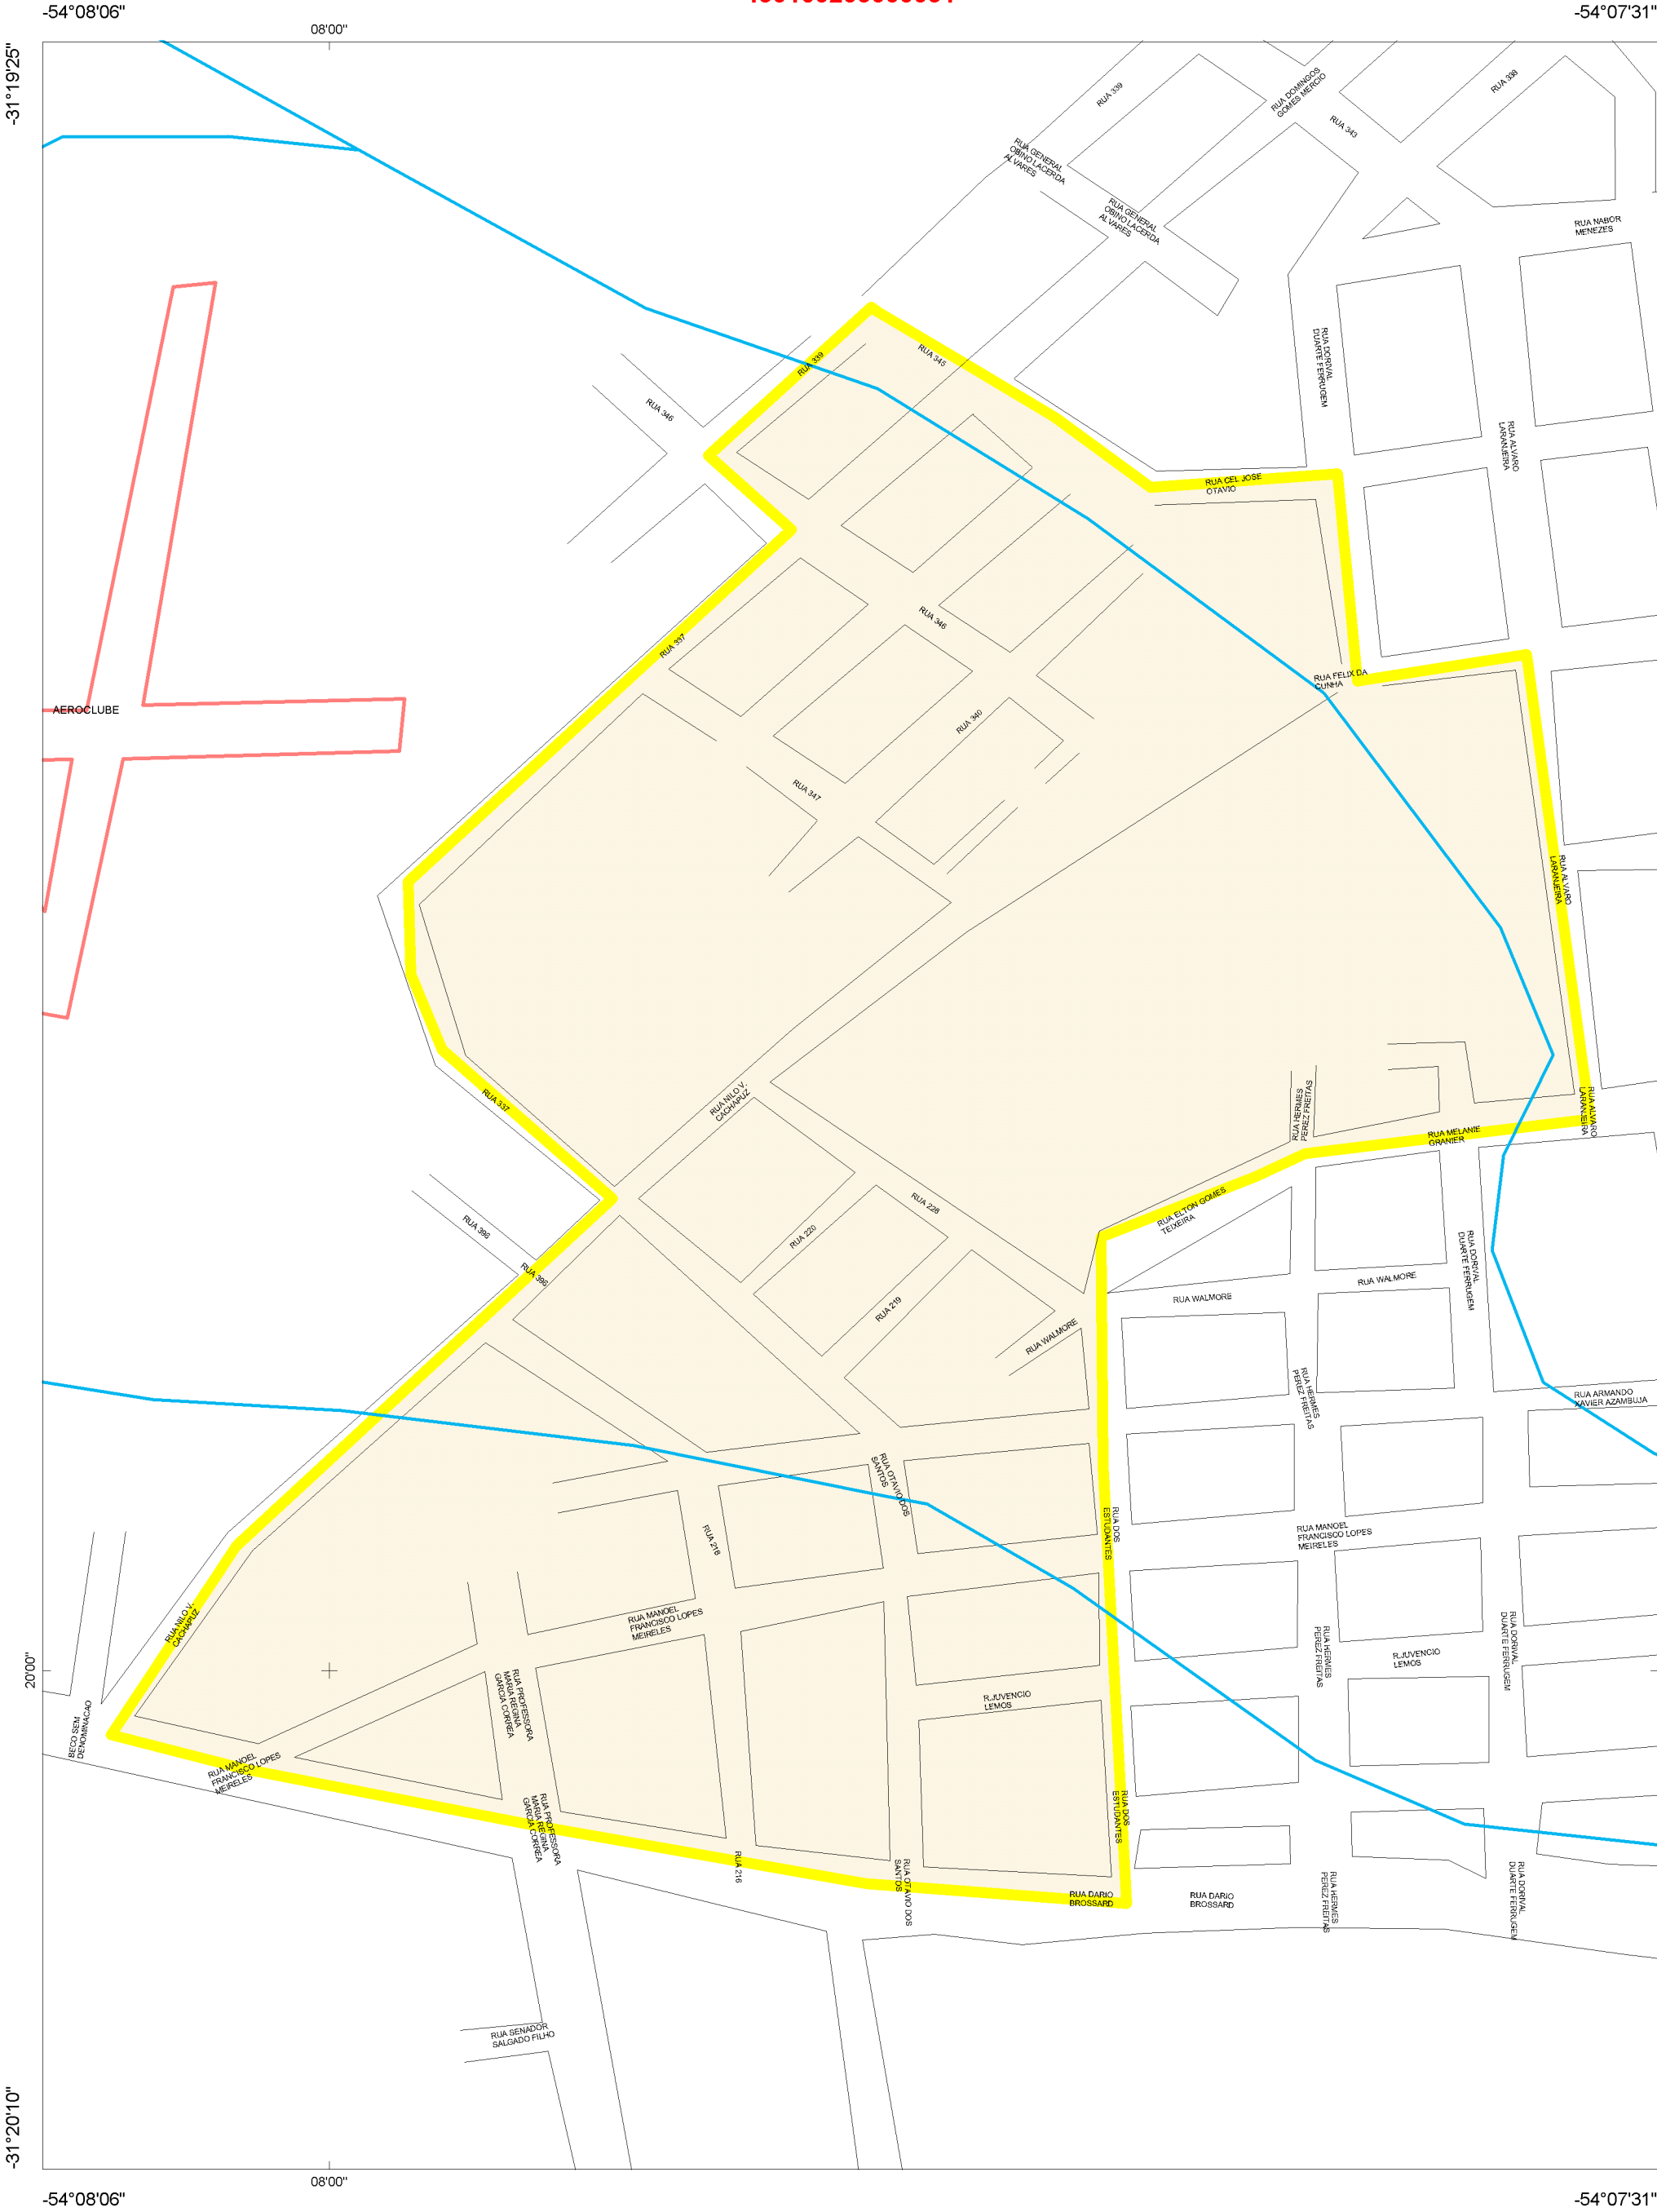 -54°08'06"
-54°07'31"
08'00"
-31°19'25"
RUA 339
RUA DOMINGOS
GOMES MERCIO
RUA 338
RUA 343
RUA GENERAL
OBINO LACERDA
ALVARES
RUA GENERAL
OBINO LACERDA
ALVARES
RUA NABOR
MENEZES
RUA 345
RUA 339
RUA DORIVAL
DUARTE FERRUGEM
RUA 346
RUA ALVARO
LARANJEIRA
RUA CEL JOSE
OTAVIO
RUA 346
RUA 337
RUA FELIX DA
CUNHA
AEROCLUBE
RUA 340
RUA 347
RUA ALVARO
LARANJEIRA
RUA 337
RUA NILO V.
CACHAPUZ
RUA HERMES
PEREZ FREITAS
RUA ALVARO
LARANJEIRA
RUA MELANIE
GRANIER
RUA ELTON GOMES
TEIXEIRA
RUA 228
RUA 220
RUA 396
RUA DORIVAL
DUARTE FERRUGEM
RUA WALMORE
RUA WALMORE
RUA 219
RUA WALMORE
RUA HERMES
PEREZ FREITAS
RUA ARMANDO
XAVIER AZAMBUJA
RUA OTAVIO DOS
SANTOS
RUA DOS
ESTUDANTES
RUA 218
RUA MANOEL
FRANCISCO LOPES
MEIRELES
RUA NILO V.
CACHAPUZ
RUA MANOEL
FRANCISCO LOPES
MEIRELES
RUA HERMES
PEREZ FREITAS
RUA DORIVAL
DUARTE FERRUGEM
R.JUVENCIO
LEMOS
20'00"
RUA PROFESSORA
MARIA REGINA
GARCIA CORREA
R.JUVENCIO
LEMOS
BECO SEM
DENOMINACAO
RUA MANOEL
FRANCISCO LOPES
MEIRELES
RUA PROFESSORA
MARIA REGINA
GARCIA CORREA
RUA DOS
ESTUDANTES
RUA 216
RUA OTAVIO DOS
SANTOS
RUA DARIO
BROSSARD
RUA DARIO
BROSSARD
RUA HERMES
PEREZ FREITAS
RUA DORIVAL
DUARTE FERRUGEM
RUA SENADOR
SALGADO FILHO
-31°20'10"
08'00"
-54°08'06"
-54°07'31"